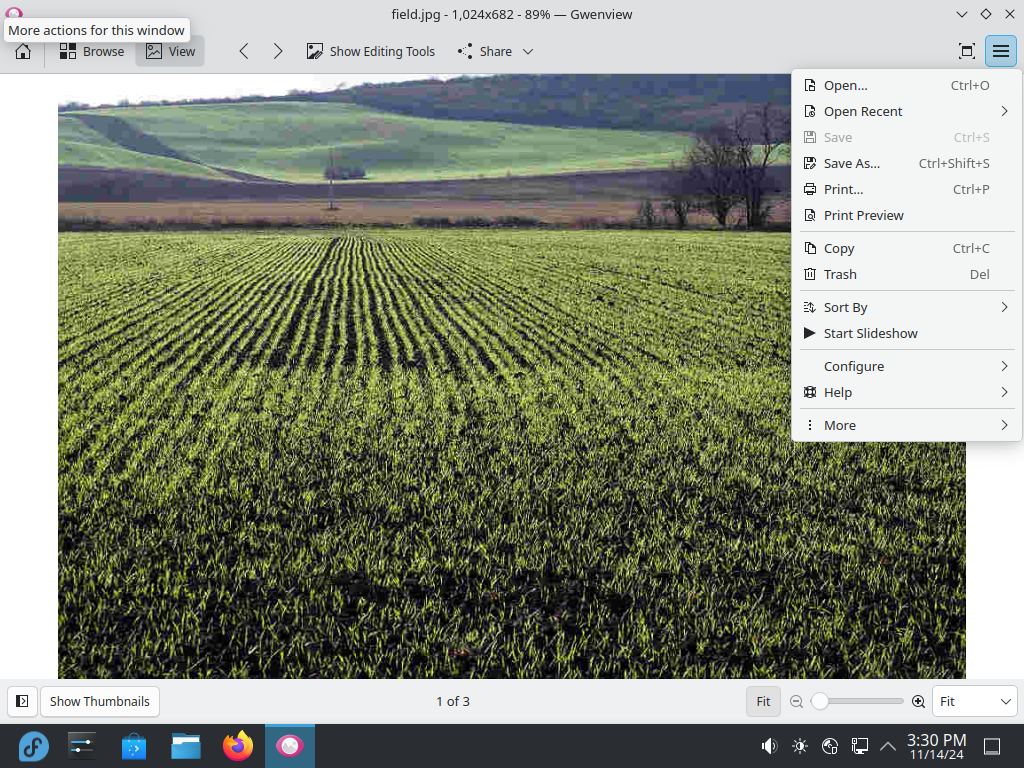 field.jpg - 1,024x682 - 89% — Gwenview
More actions for this window
Browse
View
Show Editing Tools
Share
Open... Ctrl+O
Open Recent
Save Ctrl+S
Save As... Ctrl+Shift+S
Print... Ctrl+P
Print Preview
Copy Ctrl+C
Trash Del
Sort By
Start Slideshow
Configure
Help
More
Show Thumbnails
1 of 3
Fit
Fit
3:30 PM
11/14/24